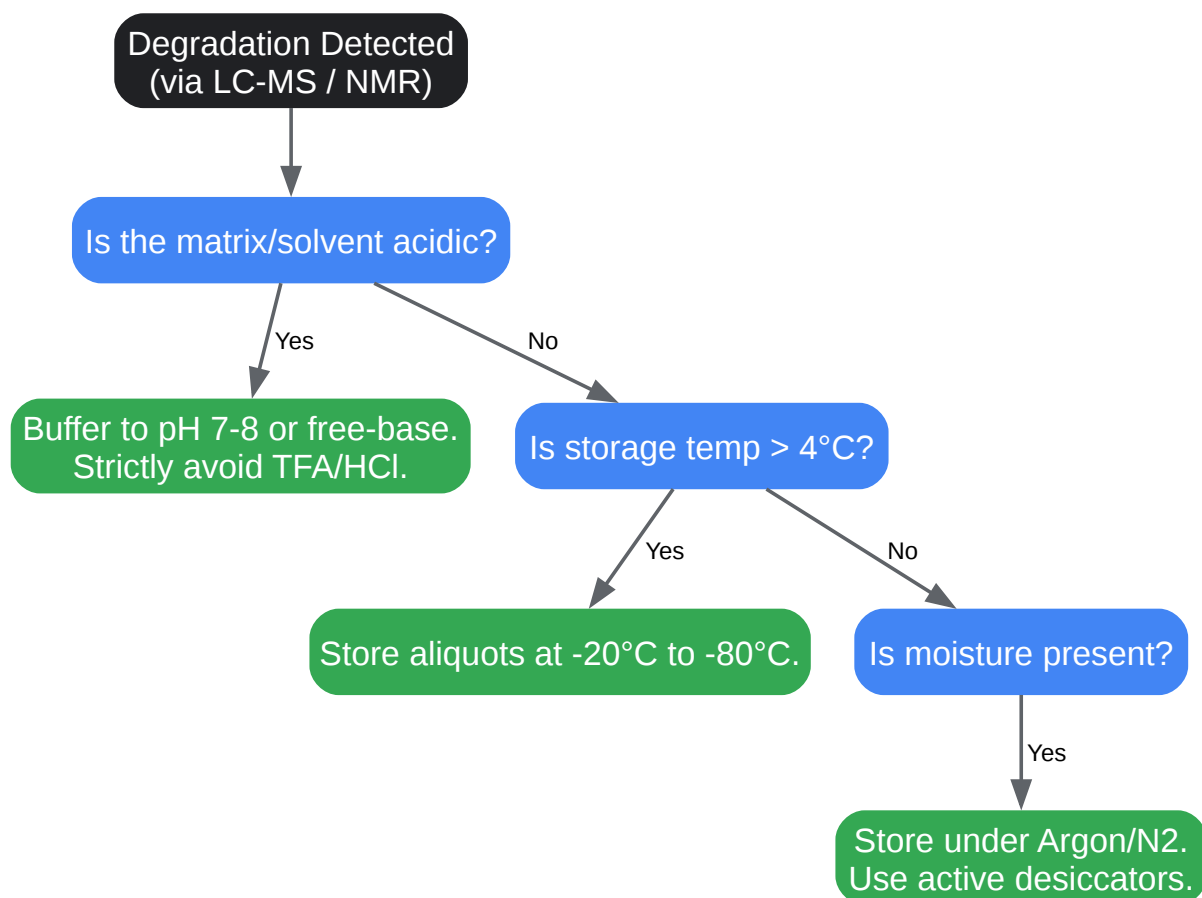 Degradation Detected
(via LC-MS / NMR)
Is the matrix/solvent acidic?
Yes
No
Buffer to pH 7-8 or free-base.
Strictly avoid TFA/HCl.
Is storage temp > 4°C?
Yes
No
Store aliquots at -20°C to -80°C.
Is moisture present?
Yes
Store under Argon/N2.
Use active desiccators.